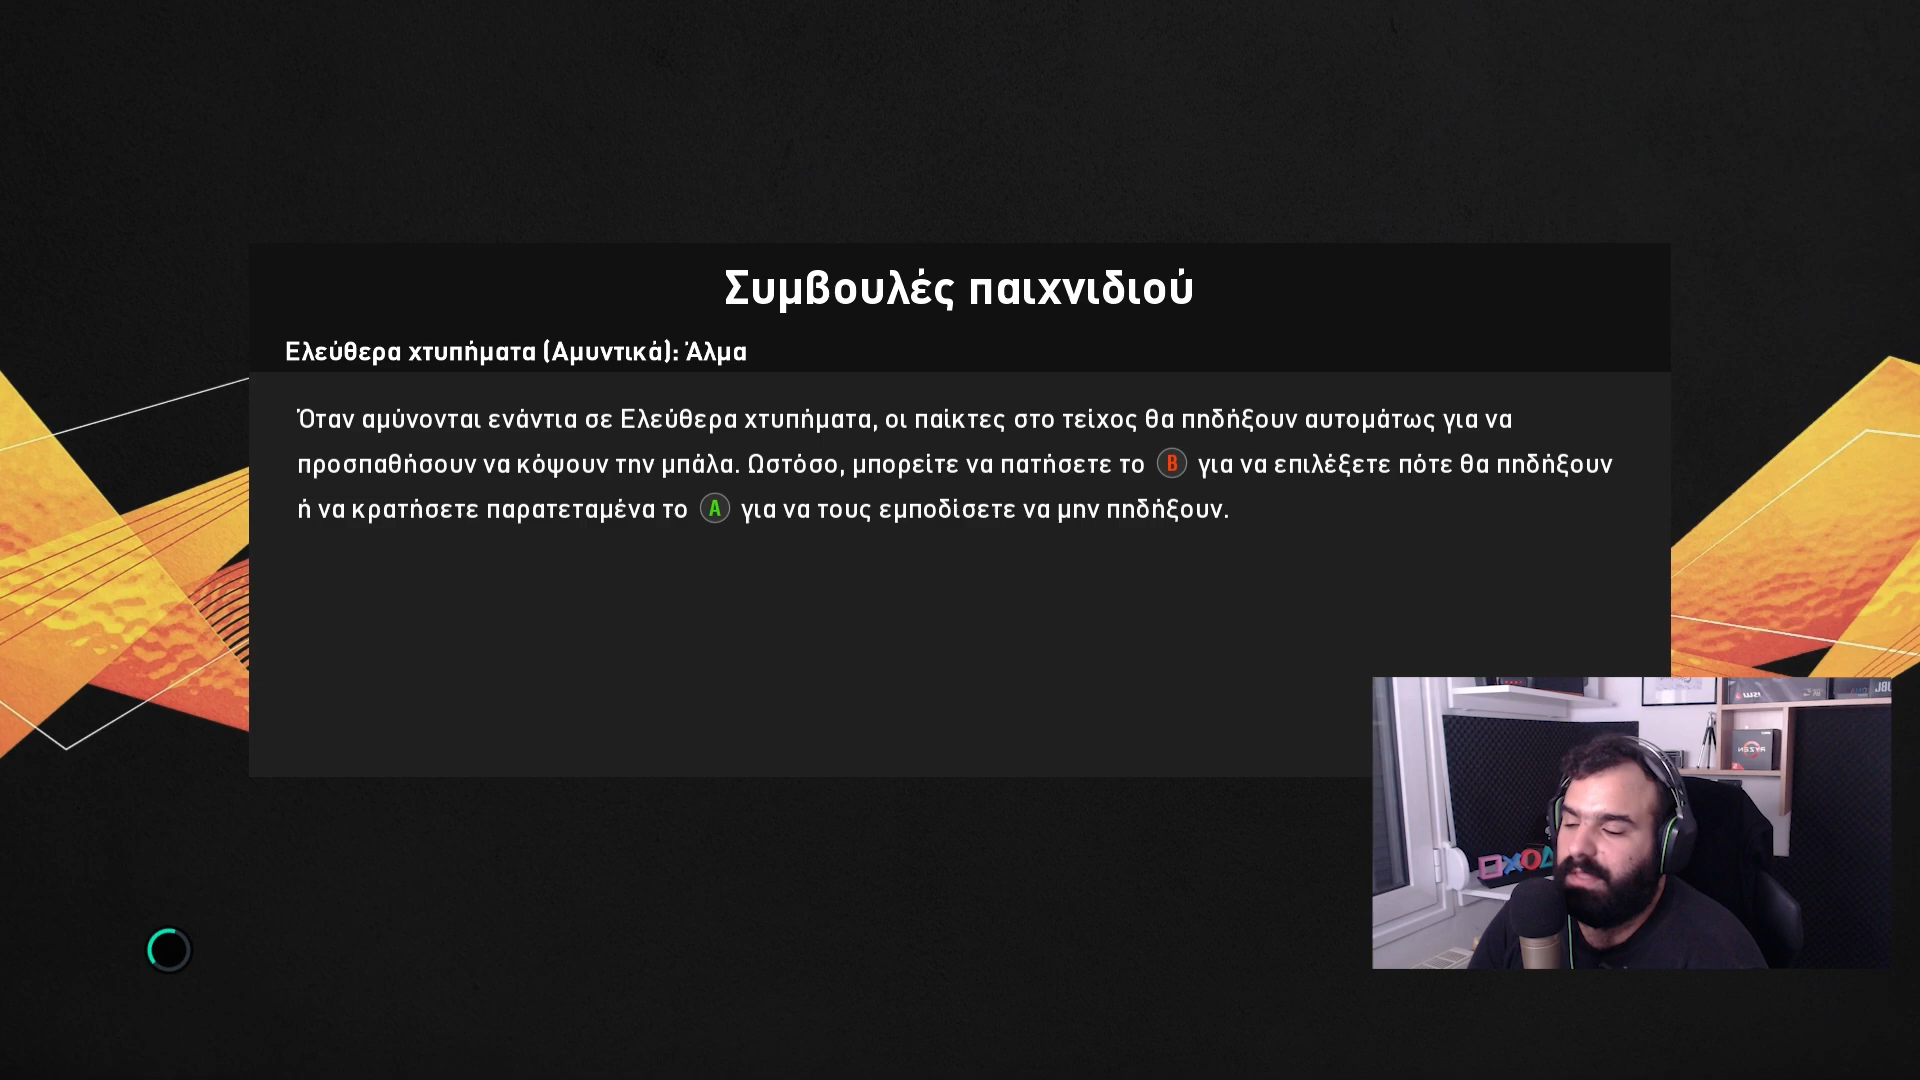 Συμβουλές παιχνιδιού
Ελεύθερα χτυπήματα (Αμυντικά): Άλμα
Όταν αμύνονται ενάντια σε Ελεύθερα χτυπήματα, οι παίκτες στο τείχος θα πηδήξουν αυτομάτως για να
προσπαθήσουν να κόψουν την μπάλα. Ωστόσο, μπορείτε να πατήσετε το B για να επιλέξετε πότε θα πηδήξουν
ή να κρατήσετε παρατεταμένα το A για να τους εμποδίσετε να μην πηδήξουν.
JBL
RYZEN